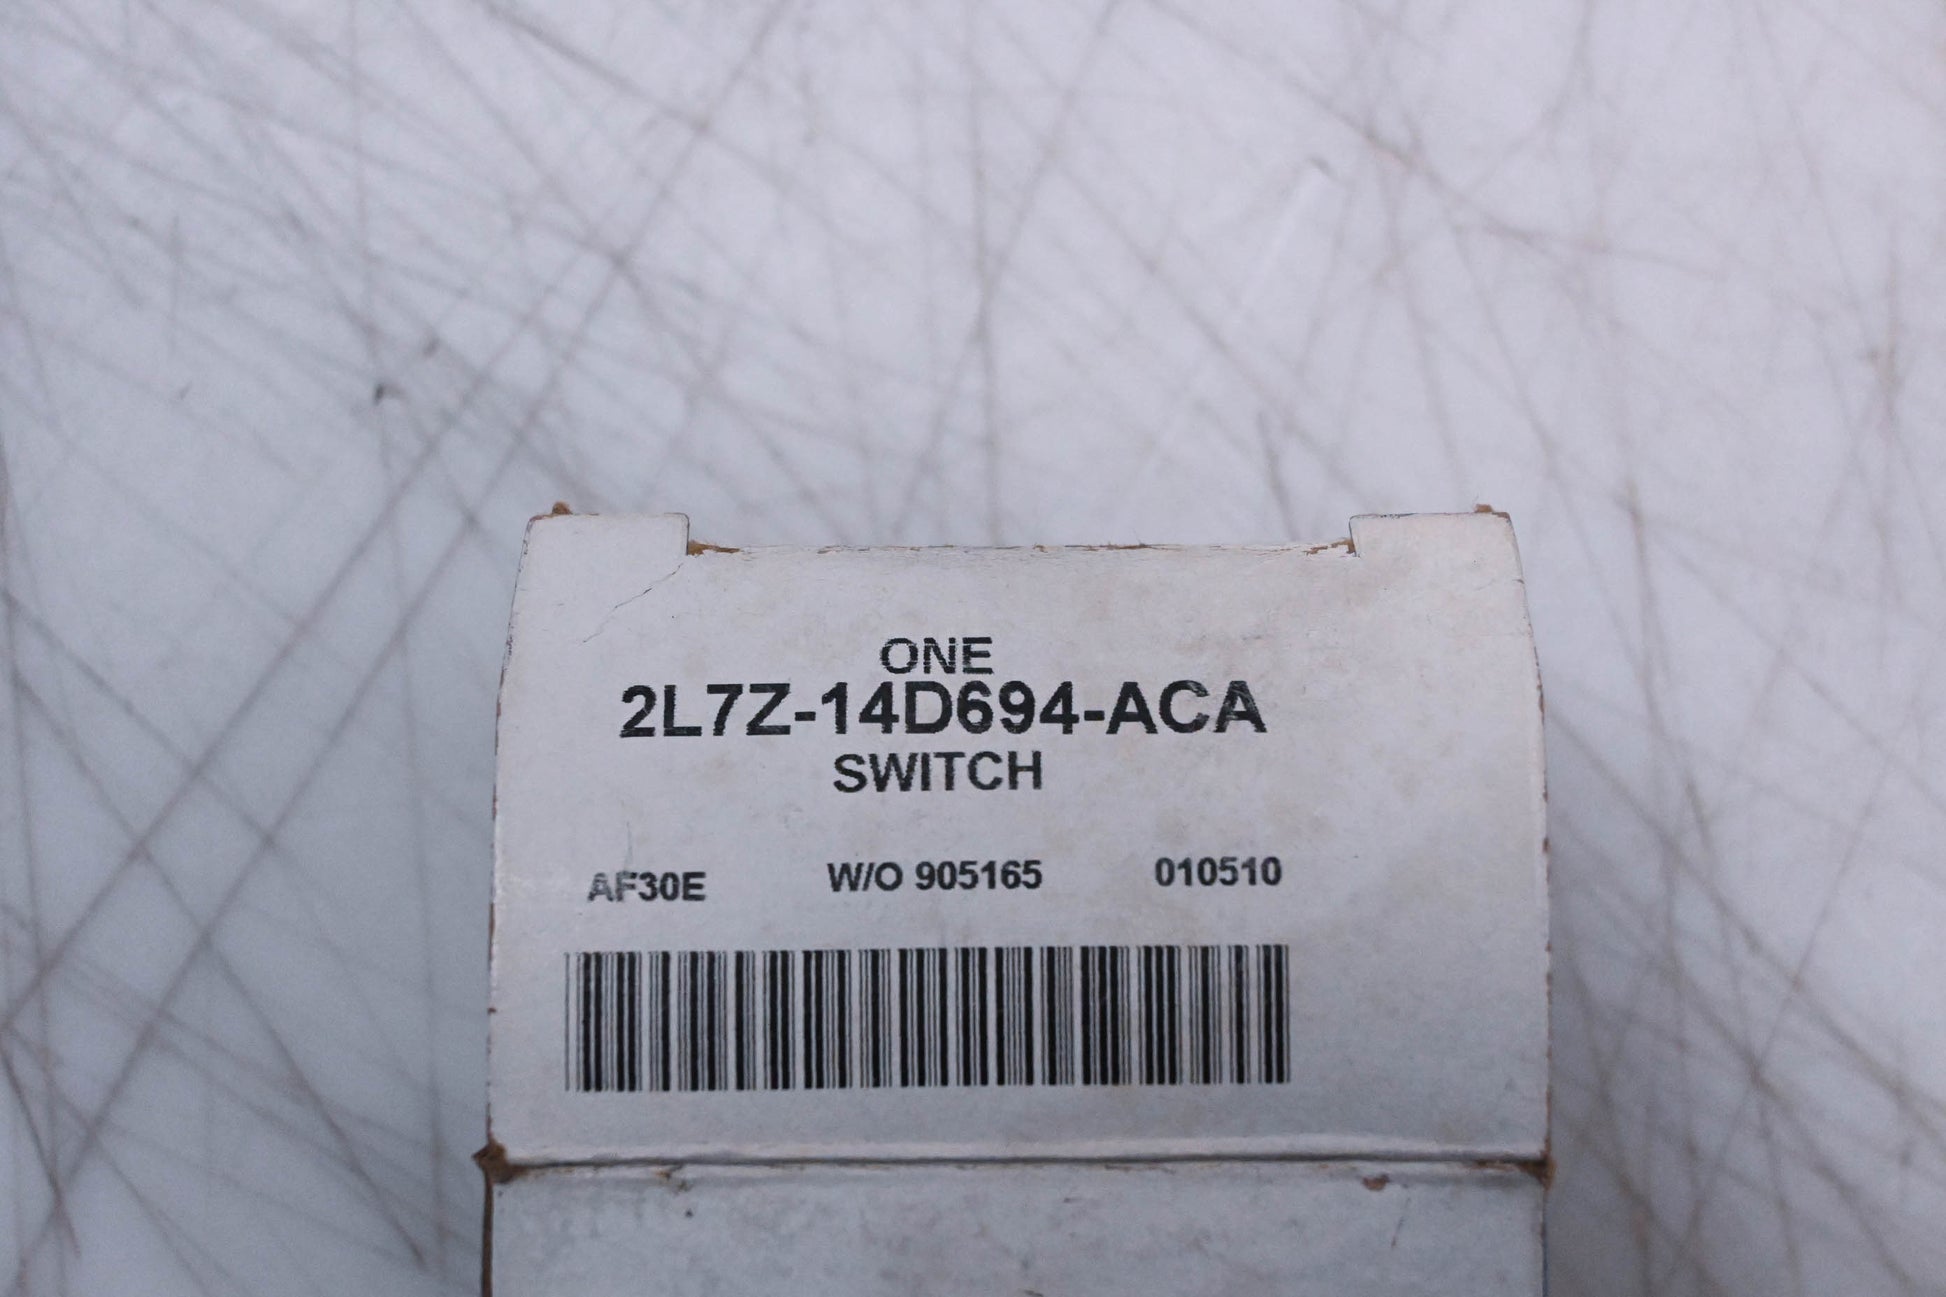 ONE
2L7Z-14D694-ACA
SWITCH
AF30E W/O 905165 010510